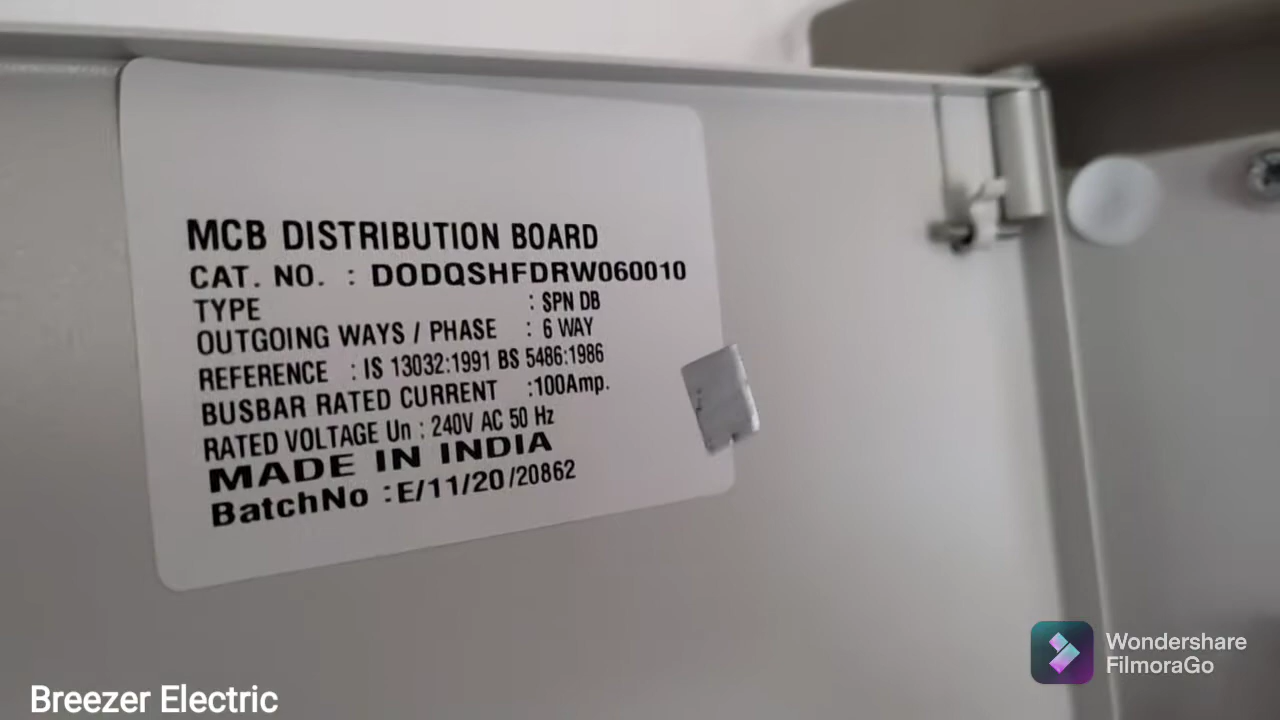 MCB DISTRIBUTION BOARD
CAT. NO. : DODQSHFDRW060010
TYPE : SPN DB
OUTGOING WAYS / PHASE : 6 WAY
REFERENCE : IS 13032:1991 BS 5486:1986
BUSBAR RATED CURRENT :100Amp.
RATED VOLTAGE Un : 240V AC 50 Hz
MADE IN INDIA
BatchNo : E/11/20/20862
Wondershare
FilmoraGo
Breezer Electric